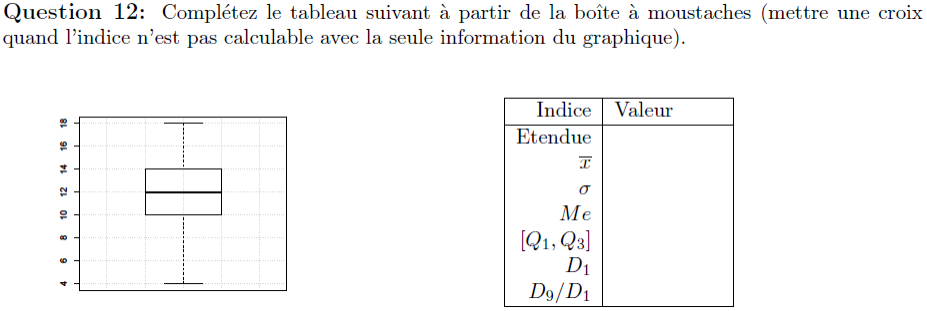 Question 12: Complétez le tableau suivant à partir de la boîte à moustaches (mettre une croix
quand l'indice n'est pas calculable avec la seule information du graphique).
18
16
14
12
10
8
6
4
Indice Valeur
Etendue
x̅
σ
Me
[Q₁, Q₃]
D₁
D₉/D₁